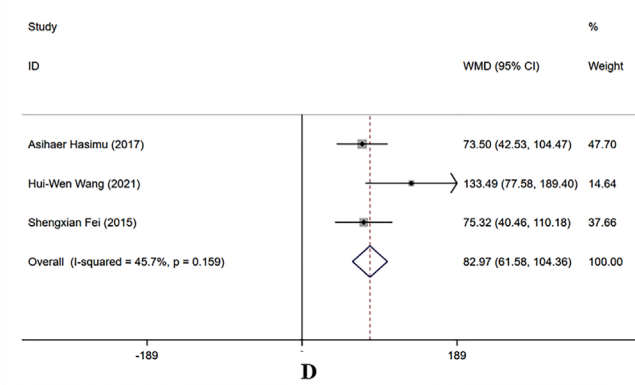 Study %
ID WMD (95% CI) Weight
Asihaer Hasimu (2017) 73.50 (42.53, 104.47) 47.70
Hui-Wen Wang (2021) 133.49 (77.58, 189.40) 14.64
Shengxian Fei (2015) 75.32 (40.46, 110.18) 37.66
Overall (I-squared = 45.7%, p = 0.159) 82.97 (61.58, 104.36) 100.00
-189 189
D